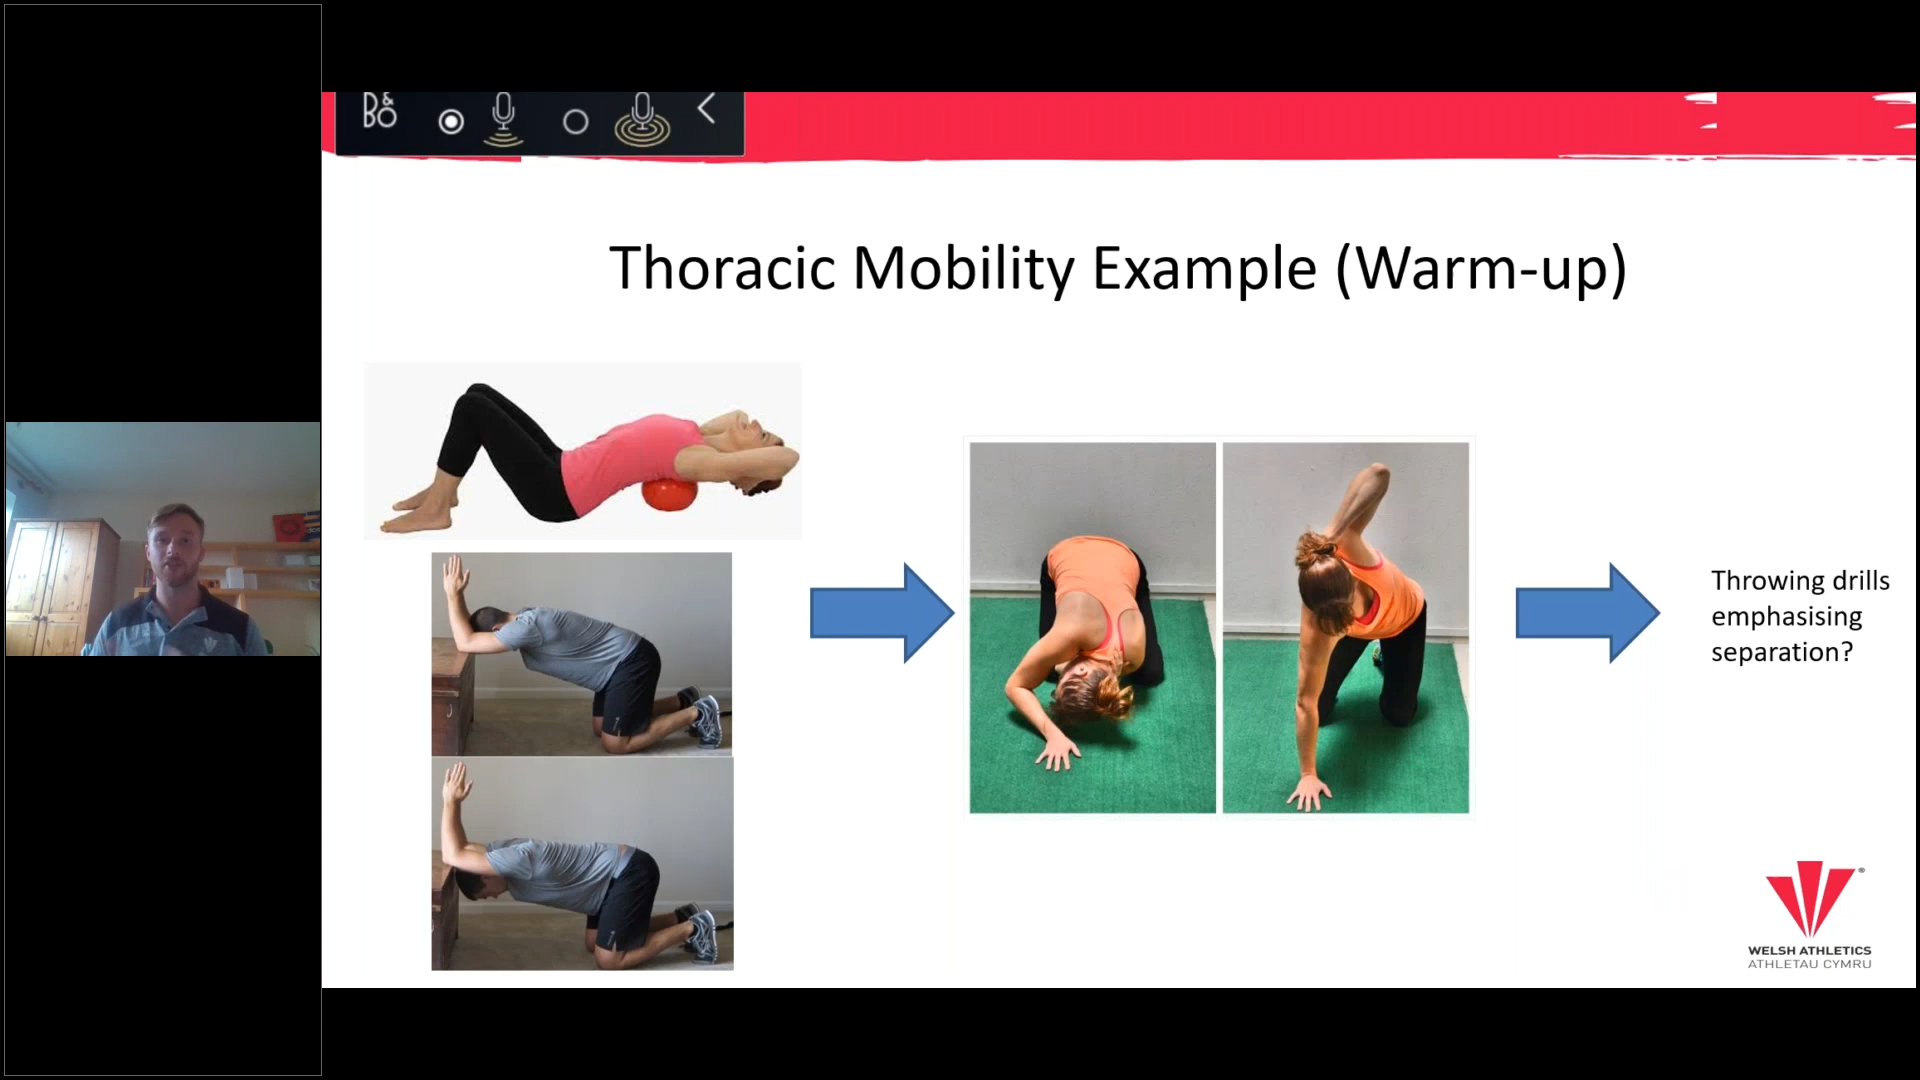 B&O
Thoracic Mobility Example (Warm-up)
Throwing drills
emphasising
separation?
®
WELSH ATHLETICS
ATHLETAU CYMRU